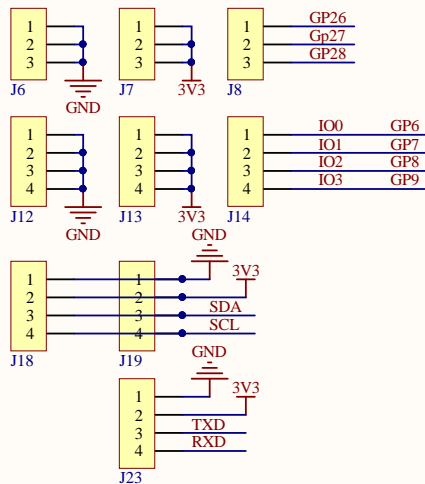 1 1 1 GP26
2 2 2 Gp27
3 3 3 GP28
J6 J7 3V3 J8
GND
1 1 1 IO0 GP6
2 2 2 IO1 GP7
3 3 3 IO2 GP8
4 4 4 IO3 GP9
J12 J13 3V3 J14
GND GND
1 1 3V3
2 2
3 3 SDA
4 4 SCL
J18 J19 GND
1 3V3
2
3 TXD
4 RXD
J23